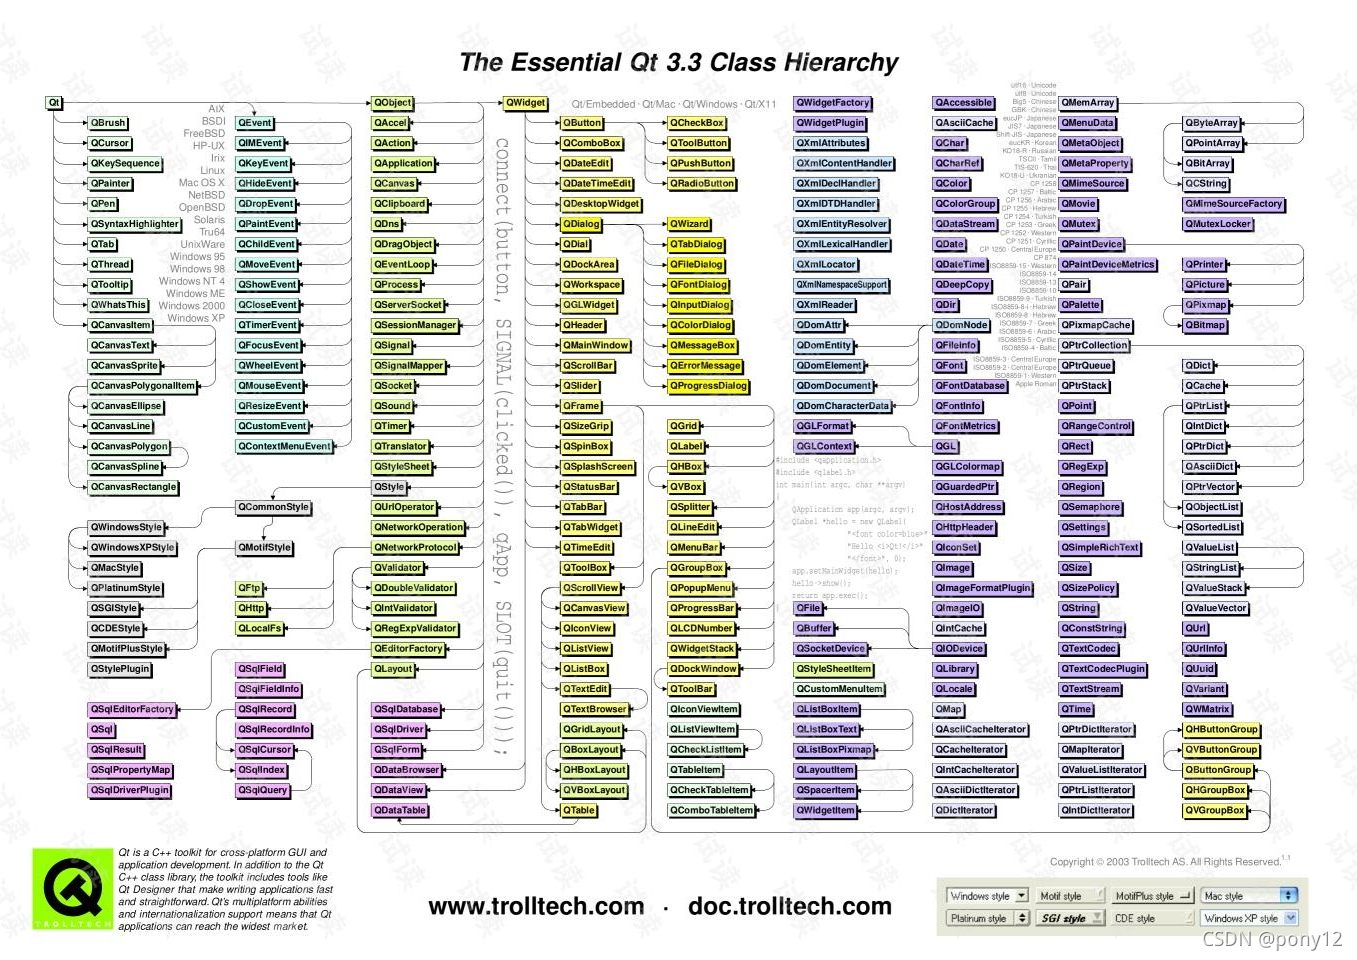 The Essential Qt 3.3 Class Hierarchy
Qt
QBrush
QCursor
QKeySequence
QPainter
QPen
QSyntaxHighlighter
QTab
QThread
QTooltip
QWhatsThis
QCanvasItem
QCanvasText
QCanvasSprite
QCanvasPolygonalItem
QCanvasEllipse
QCanvasLine
QCanvasPolygon
QCanvasSpline
QCanvasRectangle
QWindowsStyle
QWindowsXPStyle
QMacStyle
QPlatinumStyle
QSGIStyle
QCDEStyle
QMotifPlusStyle
QStylePlugin
QSqlEditorFactory
QSql
QSqlResult
QSqlPropertyMap
QSqlDriverPlugin
AiX
BSDI
FreeBSD
HP-UX
Irix
Linux
Mac OS X
NetBSD
OpenBSD
Solaris
Tru64
UnixWare
Windows 95
Windows 98
Windows NT 4
Windows ME
Windows 2000
Windows XP
QEvent
QIMEvent
QKeyEvent
QHideEvent
QDropEvent
QPaintEvent
QChildEvent
QMoveEvent
QShowEvent
QCloseEvent
QTimerEvent
QFocusEvent
QWheelEvent
QMouseEvent
QResizeEvent
QCustomEvent
QContextMenuEvent
QCommonStyle
QMotifStyle
QFtp
QHttp
QLocalFs
QSqlField
QSqlFieldInfo
QSqlRecord
QSqlRecordInfo
QSqlCursor
QSqlIndex
QSqlQuery
QObject
QAccel
QAction
QApplication
QCanvas
QClipboard
QDns
QDragObject
QEventLoop
QProcess
QServerSocket
QSessionManager
QSignal
QSignalMapper
QSocket
QSound
QTimer
QTranslator
QStyleSheet
QStyle
QUrlOperator
QNetworkOperation
QNetworkProtocol
QValidator
QDoubleValidator
QIntValidator
QRegExpValidator
QEditorFactory
QLayout
QSqlDatabase
QSqlDriver
QSqlForm
QDataBrowser
QDataView
QDataTable
connect(button, SIGNAL(clicked()), qApp, SLOT(quit()));
QWidget
Qt/Embedded · Qt/Mac · Qt/Windows · Qt/X11
QButton
QComboBox
QDateEdit
QDateTimeEdit
QDesktopWidget
QDialog
QDial
QDockArea
QWorkspace
QGLWidget
QHeader
QMainWindow
QScrollBar
QSlider
QFrame
QSizeGrip
QSpinBox
QSplashScreen
QStatusBar
QTabBar
QTabWidget
QTimeEdit
QToolBox
QScrollView
QCanvasView
QIconView
QListView
QListBox
QTextEdit
QTextBrowser
QGridLayout
QBoxLayout
QHBoxLayout
QVBoxLayout
QTable
QCheckBox
QToolButton
QPushButton
QRadioButton
QWizard
QTabDialog
QFileDialog
QFontDialog
QInputDialog
QColorDialog
QMessageBox
QErrorMessage
QProgressDialog
QGrid
QLabel
QHBox
QVBox
QSplitter
QLineEdit
QMenuBar
QGroupBox
QPopupMenu
QProgressBar
QLCDNumber
QWidgetStack
QDockWindow
QToolBar
QIconViewItem
QListViewItem
QCheckListItem
QTableItem
QCheckTableItem
QComboTableItem
QWidgetFactory
QWidgetPlugin
QXmlAttributes
QXmlContentHandler
QXmlDeclHandler
QXmlDTDHandler
QXmlEntityResolver
QXmlLexicalHandler
QXmlLocator
QXmlNamespaceSupport
QXmlReader
QDomAttr
QDomEntity
QDomElement
QDomDocument
QDomCharacterData
QGLFormat
QGLContext
#include <qapplication.h>
#include <qlabel.h>
int main(int argc, char **argv)
{
QApplication app(argc, argv);
QLabel *hello = new QLabel(
"<font color=blue>"
"Hello <i>Qt!</i>"
"</font>", 0);
app.setMainWidget(hello);
hello->show();
return app.exec();
}
QFile
QBuffer
QSocketDevice
QStyleSheetItem
QCustomMenuItem
QListBoxItem
QListBoxText
QListBoxPixmap
QLayoutItem
QSpacerItem
QWidgetItem
QAccessible
QAsciiCache
QChar
QCharRef
QColor
QColorGroup
QDataStream
QDate
QDateTime
QDeepCopy
QDir
QDomNode
QFileInfo
QFont
QFontDatabase
QFontInfo
QFontMetrics
QGL
QGLColormap
QGuardedPtr
QHostAddress
QHttpHeader
QIconSet
QImage
QImageFormatPlugin
QImageIO
QIntCache
QIODevice
QLibrary
QLocale
QMap
QAsciiCacheIterator
QCacheIterator
QIntCacheIterator
QAsciiDictIterator
QDictIterator
utf16 · Unicode
utf8 · Unicode
Big5 · Chinese
GBK · Chinese
eucJP · Japanese
JIS7 · Japanese
Shift-JIS · Japanese
eucKR · Korean
KOI8-R · Russian
TSCII · Tamil
TIS-620 · Thai
KOI8-U · Ukranian
CP 1258
CP 1257 · Baltic
CP 1256 · Arabic
CP 1255 · Hebrew
CP 1254 · Turkish
CP 1253 · Greek
CP 1252 · Western
CP 1251 · Cyrillic
CP 1250 · Central Europe
CP 874
ISO8859-15 · Western
ISO8859-14
ISO8859-13
ISO8859-10
ISO8859-9 · Turkish
ISO8859-8-i · Hebrew
ISO8859-8 · Hebrew
ISO8859-7 · Greek
ISO8859-6 · Arabic
ISO8859-5 · Cyrillic
ISO8859-4 · Baltic
ISO8859-3 · Central Europe
ISO8859-2 · Central Europe
ISO8859-1 · Western
Apple Roman
QMemArray
QMenuData
QMetaObject
QMetaProperty
QMimeSource
QMovie
QMutex
QPaintDevice
QPaintDeviceMetrics
QPair
QPalette
QPixmapCache
QPtrCollection
QPtrQueue
QPtrStack
QPoint
QRangeControl
QRect
QRegExp
QRegion
QSemaphore
QSettings
QSimpleRichText
QSize
QSizePolicy
QString
QConstString
QTextCodec
QTextCodecPlugin
QTextStream
QTime
QPtrDictIterator
QMapIterator
QValueListIterator
QPtrListIterator
QIntDictIterator
QByteArray
QPointArray
QBitArray
QCString
QMimeSourceFactory
QMutexLocker
QPrinter
QPicture
QPixmap
QBitmap
QDict
QCache
QPtrList
QIntDict
QPtrDict
QAsciiDict
QPtrVector
QObjectList
QSortedList
QValueList
QStringList
QValueStack
QValueVector
QUrl
QUrlInfo
QUuid
QVariant
QWMatrix
QHButtonGroup
QVButtonGroup
QButtonGroup
QHGroupBox
QVGroupBox
TROLLTECH
Qt is a C++ toolkit for cross-platform GUI and
application development. In addition to the Qt
C++ class library, the toolkit includes tools like
Qt Designer that make writing applications fast
and straightforward. Qt's multiplatform abilities
and internationalization support means that Qt
applications can reach the widest market.
www.trolltech.com · doc.trolltech.com
Copyright © 2003 Trolltech AS. All Rights Reserved.1.1
Windows style
Motif style
MotifPlus style
Mac style
Platinum style
SGI style
CDE style
Windows XP style
CSDN @pony12
试读